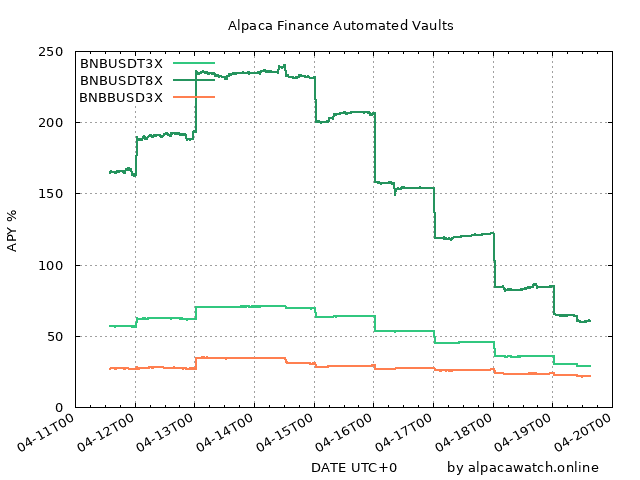 Alpaca Finance Automated Vaults
250
200
150
100
50
0
APY %
BNBUSDT3X
BNBUSDT8X
BNBBUSD3X
04-11T00
04-12T00
04-13T00
04-14T00
04-15T00
04-16T00
04-17T00
04-18T00
04-19T00
04-20T00
DATE UTC+0
by alpacawatch.online